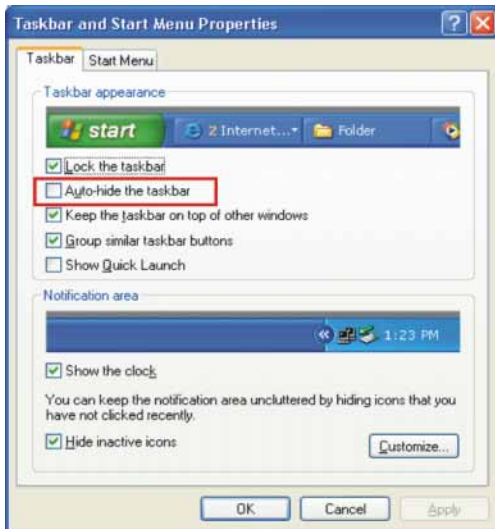 Taskbar and Start Menu Properties
Taskbar Start Menu
Taskbar appearance
start 2 Internet... Folder
Lock the taskbar
Auto-hide the taskbar
Keep the taskbar on top of other windows
Group similar taskbar buttons
Show Quick Launch
Notification area
1:23 PM
Show the clock
You can keep the notification area uncluttered by hiding icons that you
have not clicked recently.
Hide inactive icons Customize...
OK Cancel Apply